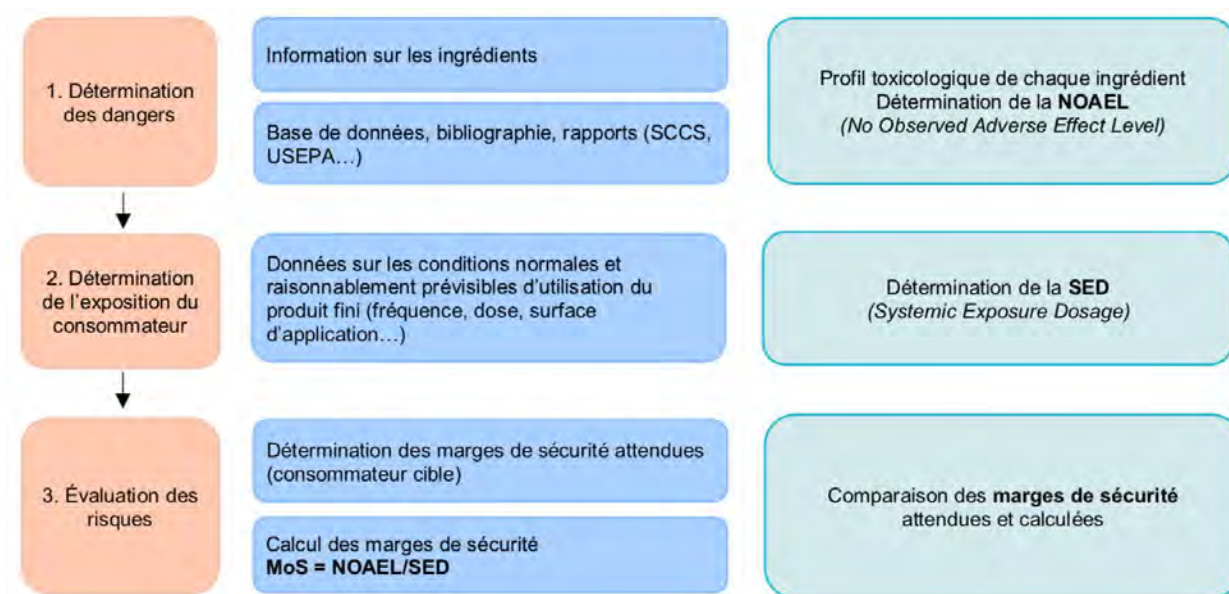 1. Détermination
des dangers
Information sur les ingrédients
Base de données, bibliographie, rapports (SCCS,
USEPA…)
Profil toxicologique de chaque ingrédient
Détermination de la NOAEL
(No Observed Adverse Effect Level)
2. Détermination
de l'exposition du
consommateur
Données sur les conditions normales et
raisonnablement prévisibles d'utilisation du
produit fini (fréquence, dose, surface
d'application…)
Détermination de la SED
(Systemic Exposure Dosage)
3. Évaluation des
risques
Détermination des marges de sécurité attendues
(consommateur cible)
Calcul des marges de sécurité
MoS = NOAEL/SED
Comparaison des marges de sécurité
attendues et calculées